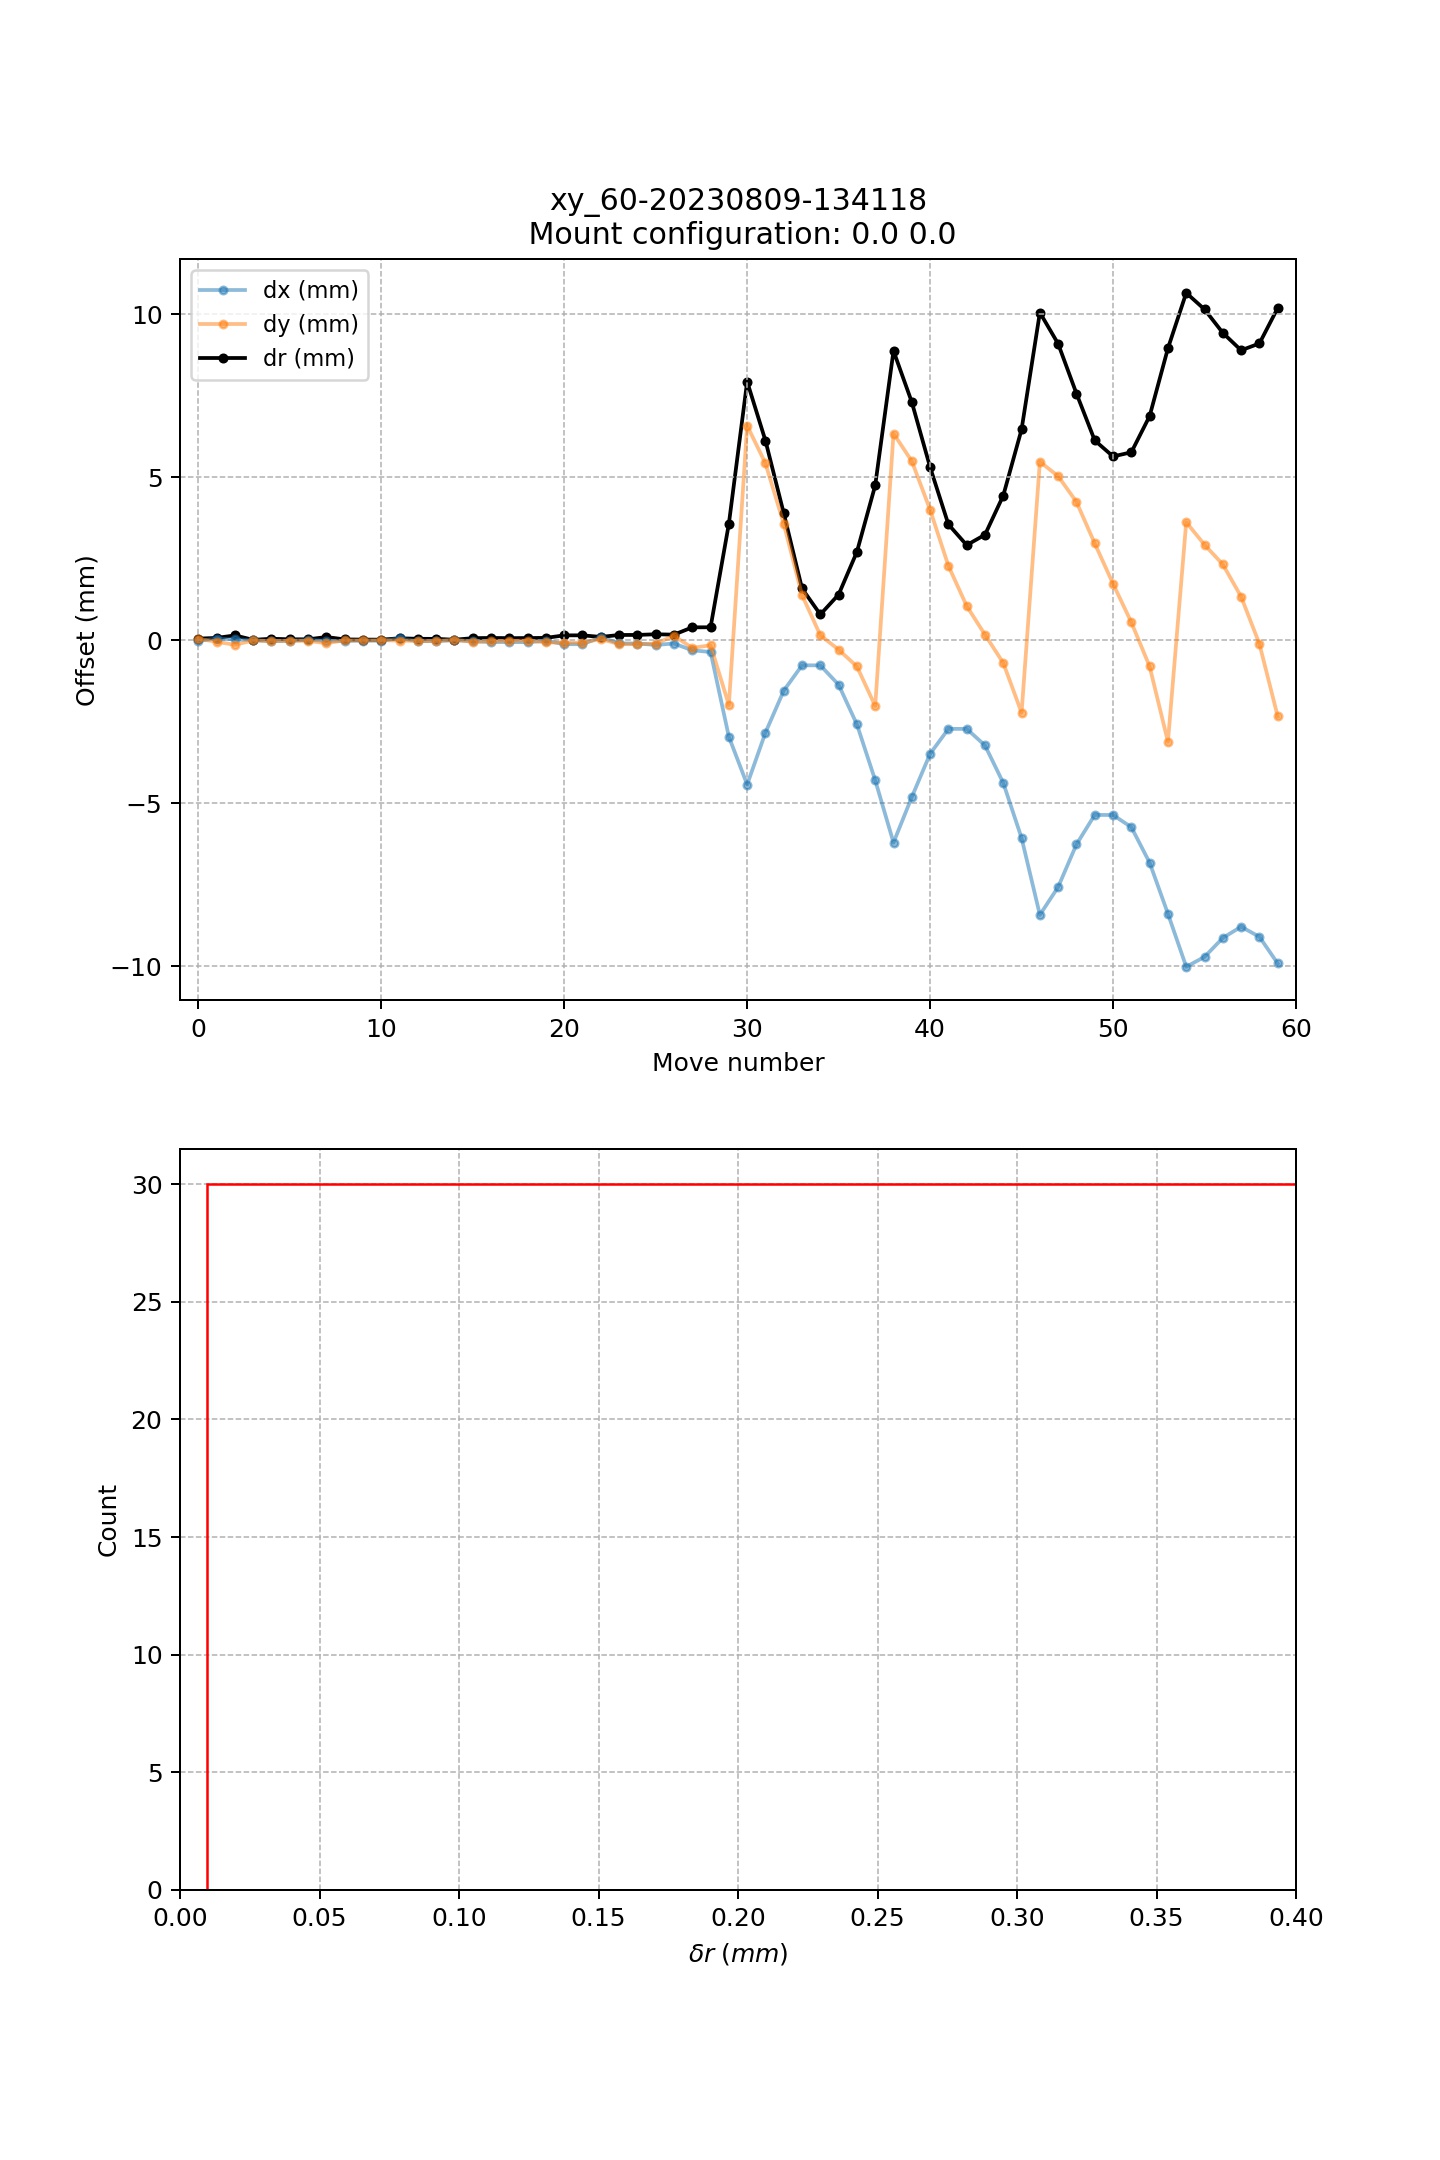 xy_60-20230809-134118
Mount configuration: 0.0 0.0
dx (mm)
dy (mm)
dr (mm)
10
5
0
−5
−10
Offset (mm)
0 10 20 30 40 50 60
Move number
30
25
20
15
10
5
0
Count
0.00 0.05 0.10 0.15 0.20 0.25 0.30 0.35 0.40
δr (mm)